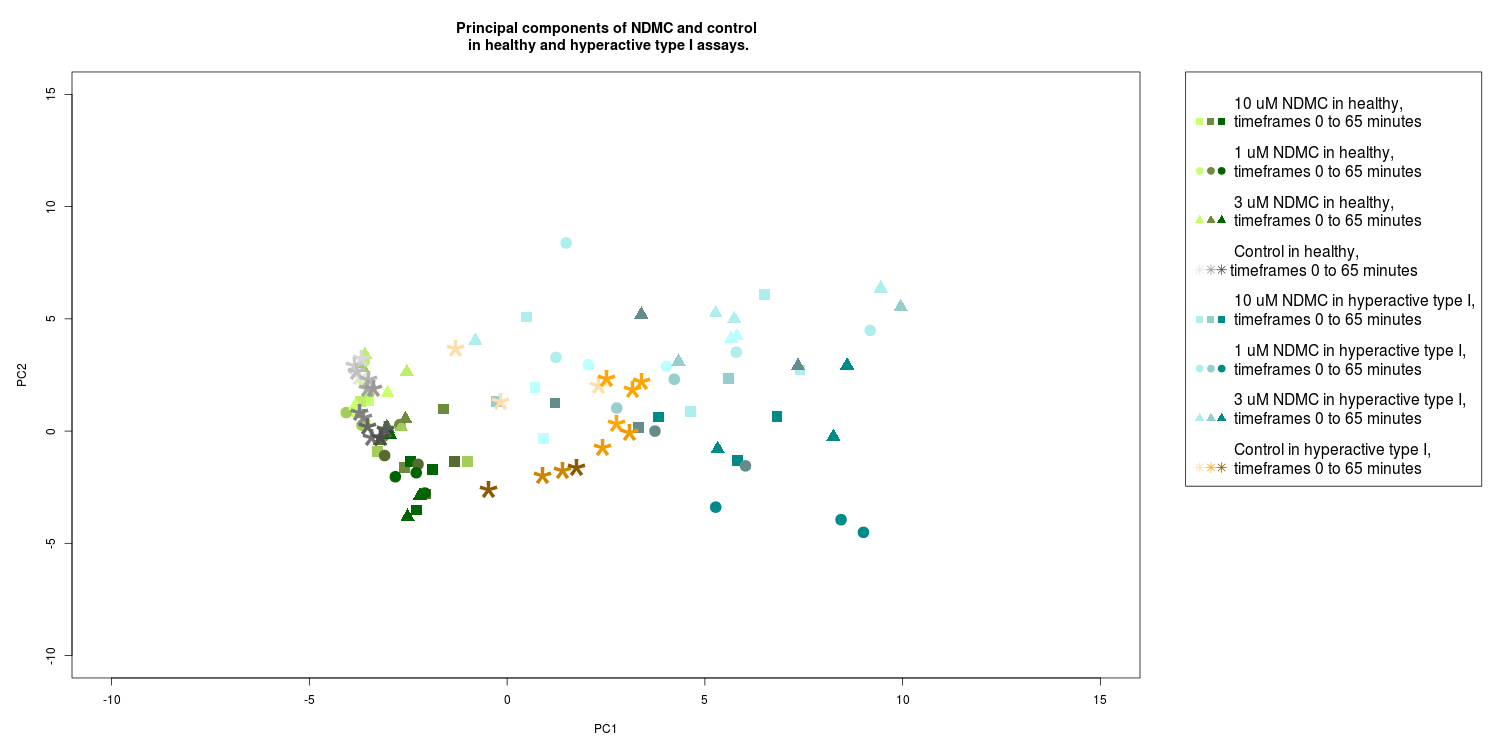 Principal components of NDMC and control
in healthy and hyperactive type I assays.
15
10
5
0
-5
-10
PC2
-10
-5
0
5
10
15
PC1
10 uM NDMC in healthy,
timeframes 0 to 65 minutes
1 uM NDMC in healthy,
timeframes 0 to 65 minutes
3 uM NDMC in healthy,
timeframes 0 to 65 minutes
Control in healthy,
timeframes 0 to 65 minutes
10 uM NDMC in hyperactive type I,
timeframes 0 to 65 minutes
1 uM NDMC in hyperactive type I,
timeframes 0 to 65 minutes
3 uM NDMC in hyperactive type I,
timeframes 0 to 65 minutes
Control in hyperactive type I,
timeframes 0 to 65 minutes